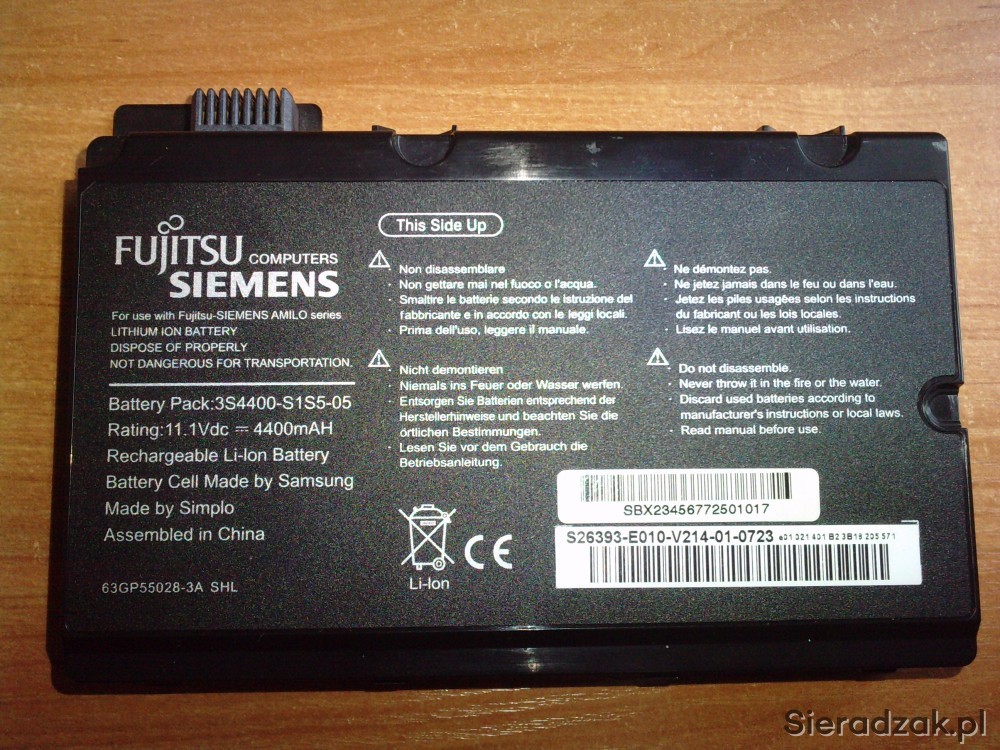 This Side Up
FUJITSU COMPUTERS
SIEMENS
For use with Fujitsu-SIEMENS AMILO series
LITHIUM ION BATTERY
DISPOSE OF PROPERLY
NOT DANGEROUS FOR TRANSPORTATION.
Battery Pack:3S4400-S1S5-05
Rating:11.1Vdc ⎓ 4400mAH
Rechargeable Li-Ion Battery
Battery Cell Made by Samsung
Made by Simplo
Assembled in China
63GP55028-3A SHL
Non disassemblare
· Non gettare mai nel fuoco o l'acqua.
· Smaltire le batterie secondo le istruzione del
fabbricante e in accordo con le leggi locali.
· Prima dell'uso, leggere il manuale.
Nicht demontieren
· Niemals ins Feuer oder Wasser werfen.
· Entsorgen Sie Batterien entsprechend der
Herstellerhinweise und beachten Sie die
örtlichen Bestimmungen.
· Lesen Sie vor dem Gebrauch die
Betriebsanleitung.
Ne démontez pas.
· Ne jetez jamais dans le feu ou dans l'eau.
· Jetez les piles usagées selon les instructions
du fabricant ou les lois locales.
· Lisez le manuel avant utilisation.
Do not disassemble.
· Never throw it in the fire or the water.
· Discard used batteries according to
manufacturer's instructions or local laws.
· Read manual before use.
Li-Ion
CE
SBX23456772501017
S26393-E010-V214-01-0723 e01 021 401 B2 3B18 205 571
Sieradzak.pl